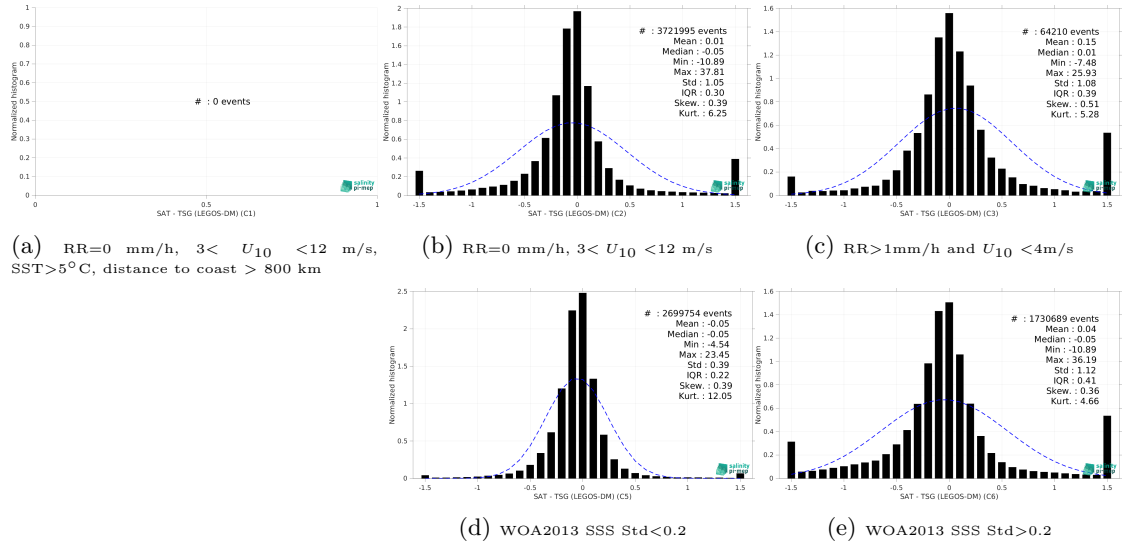 1
0.9
0.8
0.7
0.6
0.5
0.4
0.3
0.2
0.1
0
Normalized histogram
# : 0 events
salinity
pi-mep
0 0.5 1
SAT - TSG (LEGOS-DM) (C1)
(a) RR=0 mm/h, 3< U10 <12 m/s,
SST>5°C, distance to coast > 800 km
2
1.8
1.6
1.4
1.2
1
0.8
0.6
0.4
0.2
0
Normalized histogram
# : 3721995 events
Mean : 0.01
Median : -0.05
Min : -10.89
Max : 37.81
Std : 1.05
IQR : 0.30
Skew. : 0.39
Kurt. : 6.25
salinity
pi-mep
-1.5 -1 -0.5 0 0.5 1 1.5
SAT - TSG (LEGOS-DM) (C2)
(b) RR=0 mm/h, 3< U10 <12 m/s
1.6
1.4
1.2
1
0.8
0.6
0.4
0.2
0
Normalized histogram
# : 64210 events
Mean : 0.15
Median : 0.01
Min : -7.48
Max : 25.93
Std : 1.08
IQR : 0.39
Skew. : 0.51
Kurt. : 5.28
salinity
pi-mep
-1.5 -1 -0.5 0 0.5 1 1.5
SAT - TSG (LEGOS-DM) (C3)
(c) RR>1mm/h and U10 <4m/s
2.5
2
1.5
1
0.5
0
Normalized histogram
# : 2699754 events
Mean : -0.05
Median : -0.05
Min : -4.54
Max : 23.45
Std : 0.39
IQR : 0.22
Skew. : 0.39
Kurt. : 12.05
salinity
pi-mep
-1.5 -1 -0.5 0 0.5 1 1.5
SAT - TSG (LEGOS-DM) (C5)
(d) WOA2013 SSS Std<0.2
1.6
1.4
1.2
1
0.8
0.6
0.4
0.2
0
Normalized histogram
# : 1730689 events
Mean : 0.04
Median : -0.05
Min : -10.89
Max : 36.19
Std : 1.12
IQR : 0.41
Skew. : 0.36
Kurt. : 4.66
salinity
pi-mep
-1.5 -1 -0.5 0 0.5 1 1.5
SAT - TSG (LEGOS-DM) (C6)
(e) WOA2013 SSS Std>0.2